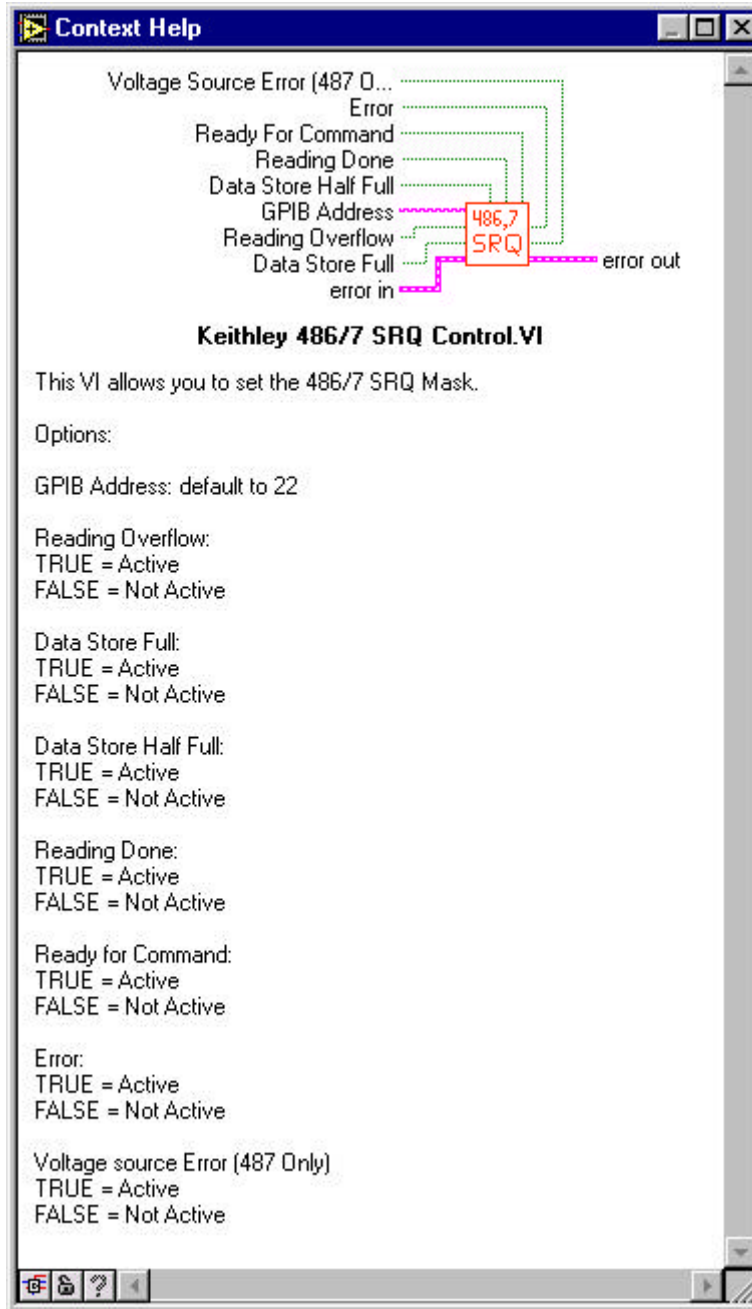 Context Help
Voltage Source Error (487 O...
Error
Ready For Command
Reading Done
Data Store Half Full
GPIB Address
Reading Overflow
Data Store Full
error in
486,7
SRQ
error out
Keithley 486/7 SRQ Control.VI
This VI allows you to set the 486/7 SRQ Mask.
Options:
GPIB Address: default to 22
Reading Overflow:
TRUE = Active
FALSE = Not Active
Data Store Full:
TRUE = Active
FALSE = Not Active
Data Store Half Full:
TRUE = Active
FALSE = Not Active
Reading Done:
TRUE = Active
FALSE = Not Active
Ready for Command:
TRUE = Active
FALSE = Not Active
Error:
TRUE = Active
FALSE = Not Active
Voltage source Error (487 Only)
TRUE = Active
FALSE = Not Active